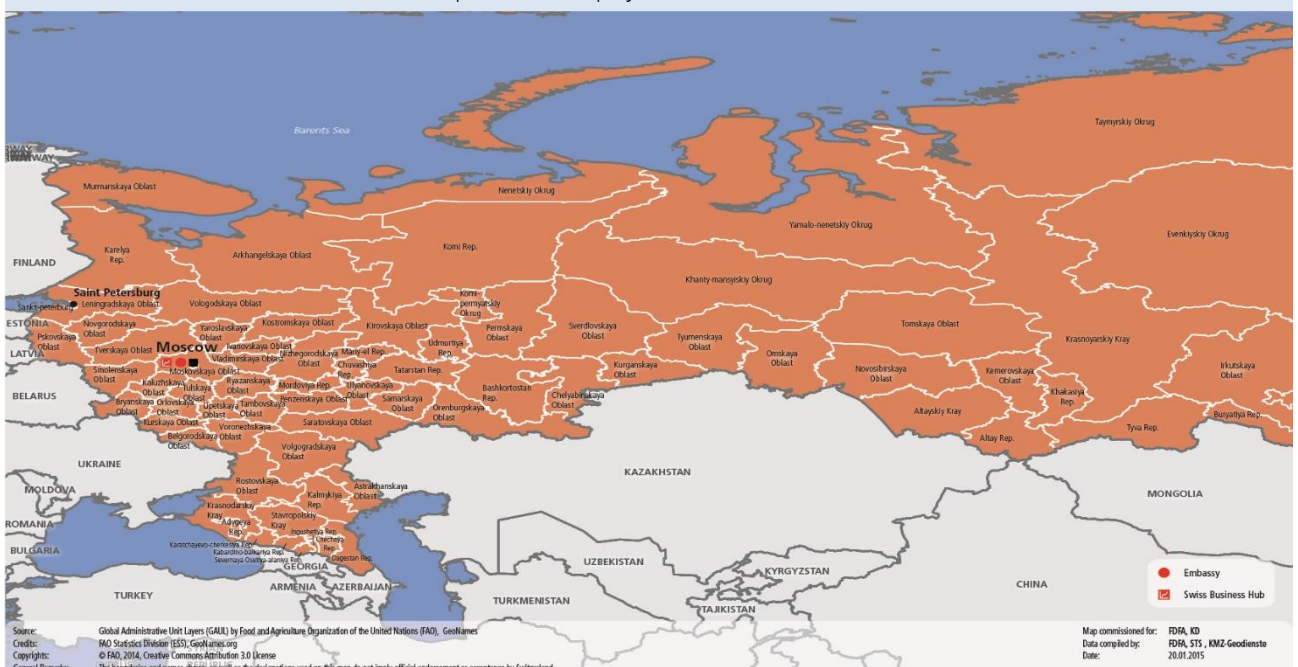 Barents Sea
NORWAY
Taymyrskiy Okrug
Murmanskaya Oblast
Nenetskiy Okrug
Yamalo-nenetskiy Okrug
Evenkiyskiy Okrug
Karelya
Rep.
Arkhangelskaya Oblast
Komi Rep.
FINLAND
Khanty-mansyeskiy Okrug
Saint Petersburg
Sankt-peterburg
Leningradskaya Oblast
Vologodskaya Oblast
Komi
permyatskiy
Okrug
ESTONIA
Novgorodskaya
Oblast
Yaroslavskaya
Oblast
Kostromskaya Oblast
Kirovskaya Oblast
Permskaya
Oblast
Sverdlovskaya
Oblast
Tomskaya Oblast
Pskovskaya
Oblast
LATVIA
Tverskaya Oblast
Moscow
Ivanovskaya Oblast
Vladimirskaya Oblast
Nizhegorodskaya
Oblast
Mariy-el Rep.
Udmurtiya
Rep.
Tyumenskaya
Oblast
Krasnoyarskiy Kray
Chuvashiya
Rep.
Tatarstan Rep.
Omskaya
Oblast
Smolenskaya
Oblast
Moskovskaya Oblast
Kurganskaya
Oblast
Novosibirskaya
Oblast
Kemerovskaya
Oblast
Irkutskaya
Oblast
Kaluzhskaya
Oblast
Tulskaya
Oblast
Ryazanskaya
Oblast
Mordoviya Rep.
Ulyanovskaya
Oblast
Bashkortostan
Rep.
Khakasiya
Rep.
BELARUS
Bryanskaya
Oblast
Orlovskaya
Oblast
Lipetskaya
Oblast
Tambovskaya
Oblast
Penzenskaya Oblast
Samarskaya
Oblast
Orenburgskaya
Oblast
Chelyabinskaya
Oblast
Altayskiy Kray
Buryatiya Rep.
Kurskaya Oblast
Voronezhskaya
Oblast
Saratovskaya Oblast
Tyva Rep.
Belgorodskaya
Oblast
Altay Rep.
Volgogradskaya
Oblast
UKRAINE
KAZAKHSTAN
Rostovskaya
Oblast
Astrakhanskaya
Oblast
MOLDOVA
Kalmykiya
Rep.
MONGOLIA
Krasnodarskiy
Kray
Stavropolskiy
Kray
ROMANIA
Adygeya
Rep.
Ingushetiya Rep.
Chechnya
Rep.
Karatchayevo-cherkesiya Rep.
Kabardino-balkariya Rep.
Severnaya Osetiya-alaniya Rep.
Dagestan Rep.
BULGARIA
GEORGIA
UZBEKISTAN
KYRGYZSTAN
CHINA
TURKEY
ARMENIA
AZERBAIJAN
TURKMENISTAN
TAJIKISTAN
Embassy
Swiss Business Hub
Source: Global Administrative Unit Layers (GAUL) by Food and Agriculture Organization of the United Nations (FAO), GeoNames
Credits: FAO Statistics Division (ESS), GeoNames.org
Copyrights: © FAO, 2014, Creative Commons Attribution 3.0 License
Map commissioned for: FDFA, KD
Data compiled by: FDFA, STS , KMZ-Geodienste
Date: 20.01.2015